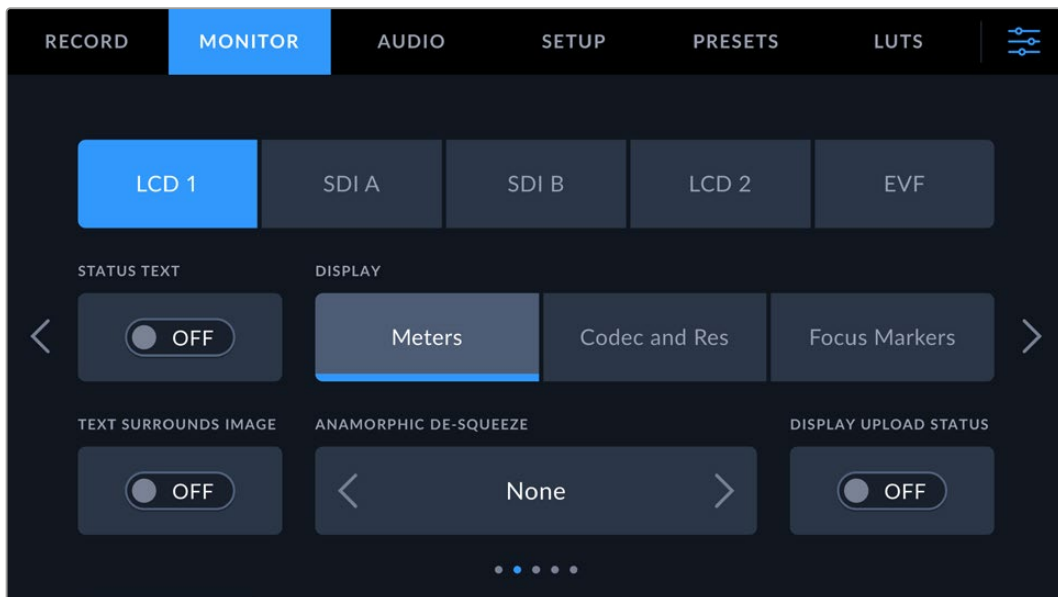 RECORD MONITOR AUDIO SETUP PRESETS LUTS
LCD 1 SDI A SDI B LCD 2 EVF
STATUS TEXT DISPLAY
OFF Meters Codec and Res Focus Markers
TEXT SURROUNDS IMAGE ANAMORPHIC DE-SQUEEZE DISPLAY UPLOAD STATUS
OFF None OFF